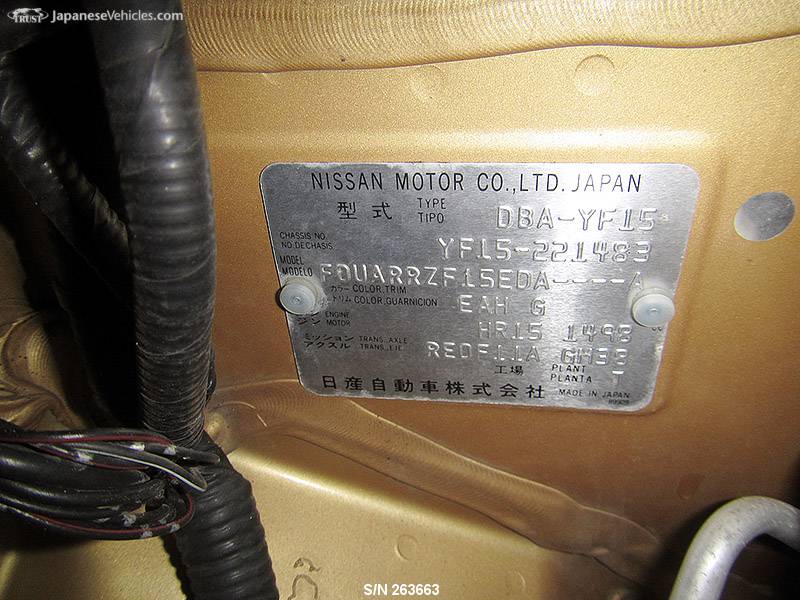 TRUST JapaneseVehicles.com
NISSAN MOTOR CO.,LTD. JAPAN
型式 TYPE TIPO DBA-YF15
CHASSIS NO. NO.DE CHASIS YF15-221483
MODEL MODELO FDUARRZF15EDA----A
カラー トリム COLOR,TRIM COLOR,GUARNICION EAH G
エンジン ENGINE MOTOR HR15 1498
ミッション アクスル TRANS.,AXLE TRANS.,EJE REOF11A GH38
工場 PLANT PLANTA T
日産自動車株式会社 MADE IN JAPAN
S/N 263663